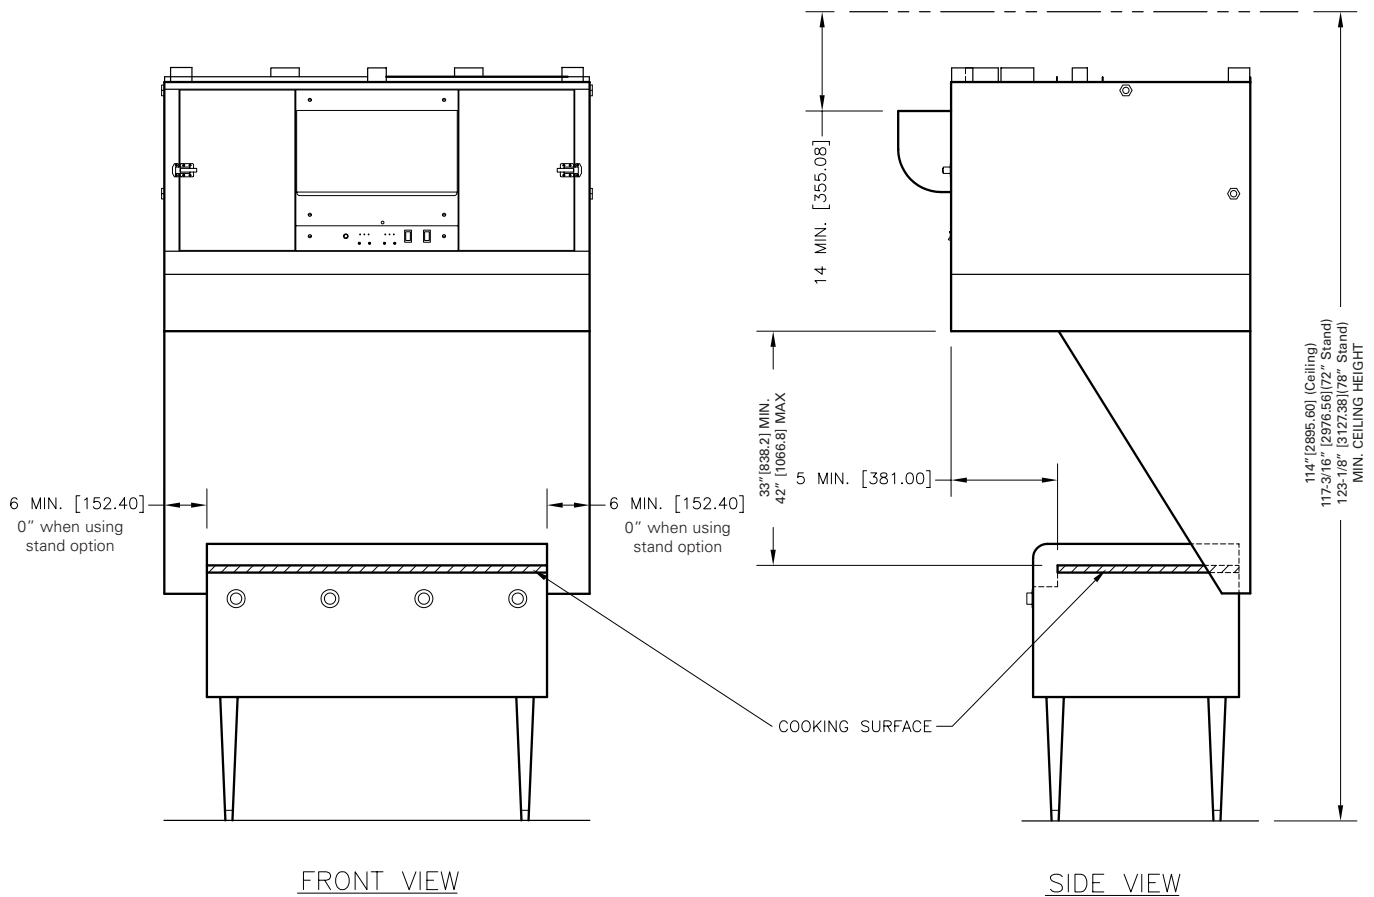 14 MIN. [355.08]
33"[838.2] MIN.
42" [1066.8] MAX
5 MIN. [381.00]
114"[2895.60] (Ceiling)
117-3/16" [2976.56](72" Stand)
123-1/8" [3127.38](78" Stand)
MIN. CEILING HEIGHT
6 MIN. [152.40]
0" when using
stand option
6 MIN. [152.40]
0" when using
stand option
COOKING SURFACE
FRONT VIEW
SIDE VIEW